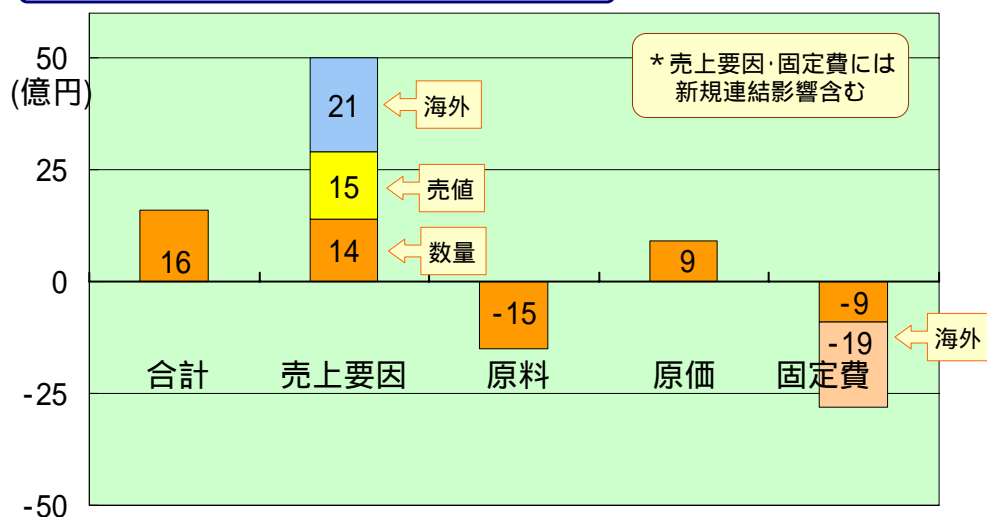 50
(億円)
25
0
-25
-50
*売上要因・固定費には
新規連結影響含む
21
海外
15
売値
14
数量
16
-15
9
-9
-19
海外
合計
売上要因
原料
原価
固定費